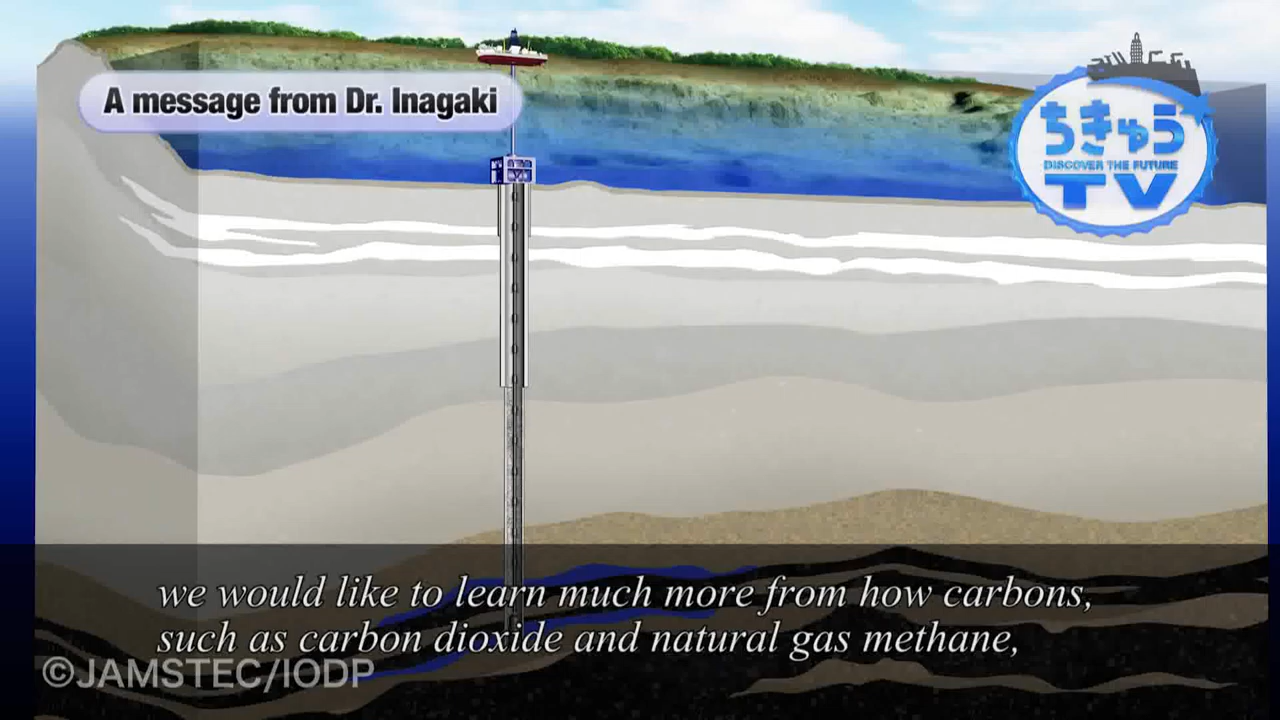 A message from Dr. Inagaki
ちきゅう
DISCOVER THE FUTURE
TV
we would like to learn much more from how carbons,
such as carbon dioxide and natural gas methane,
©JAMSTEC/IODP